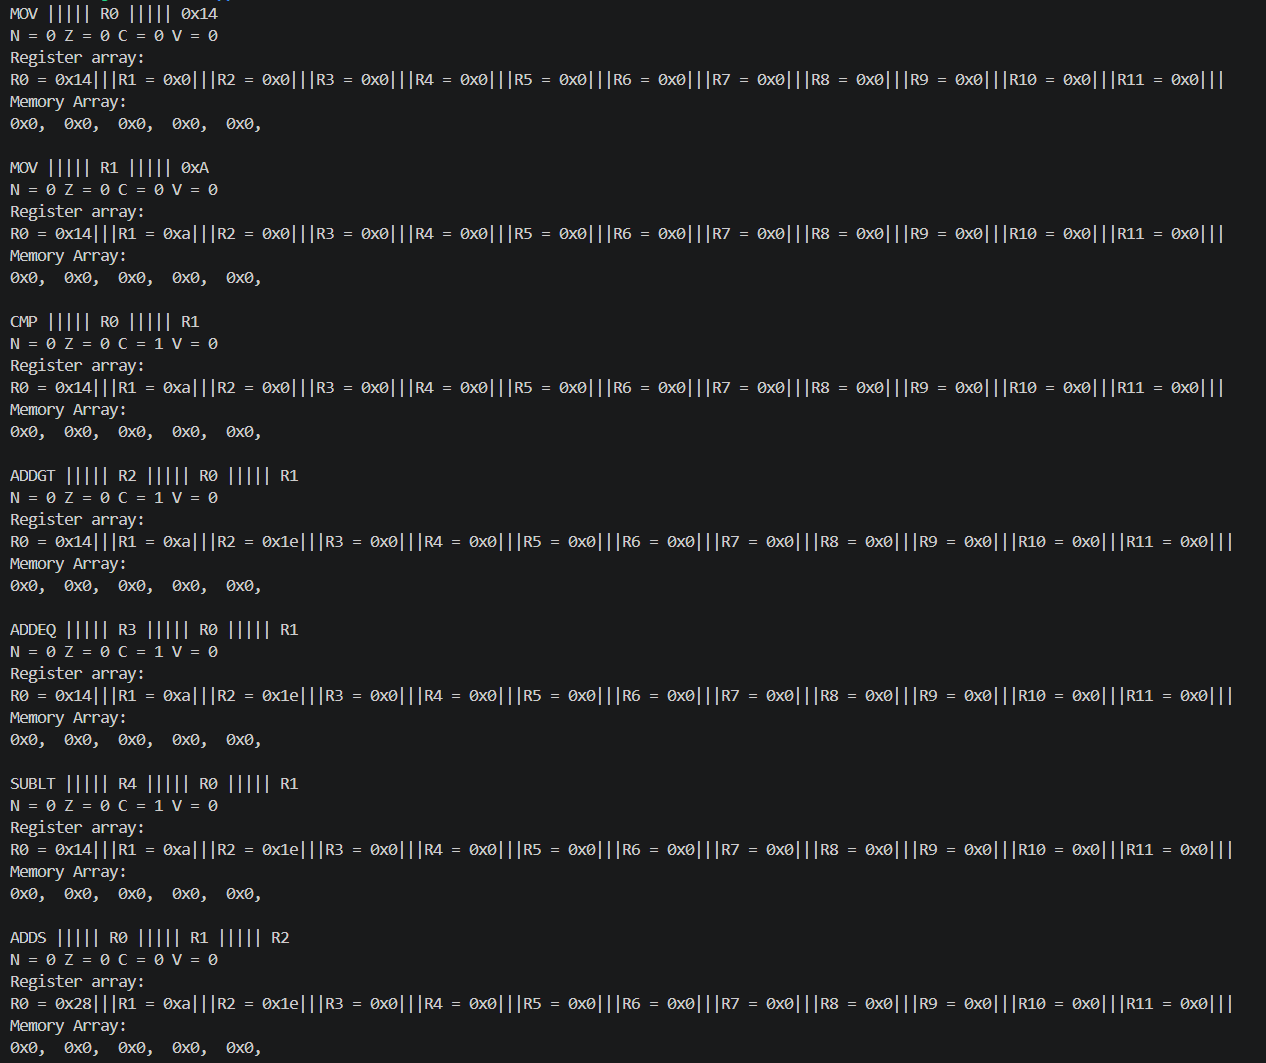 MOV ||||| R0 ||||| 0x14
N = 0 Z = 0 C = 0 V = 0
Register array:
R0 = 0x14|||R1 = 0x0|||R2 = 0x0|||R3 = 0x0|||R4 = 0x0|||R5 = 0x0|||R6 = 0x0|||R7 = 0x0|||R8 = 0x0|||R9 = 0x0|||R10 = 0x0|||R11 = 0x0|||
Memory Array:
0x0,  0x0,  0x0,  0x0,  0x0,

MOV ||||| R1 ||||| 0xA
N = 0 Z = 0 C = 0 V = 0
Register array:
R0 = 0x14|||R1 = 0xa|||R2 = 0x0|||R3 = 0x0|||R4 = 0x0|||R5 = 0x0|||R6 = 0x0|||R7 = 0x0|||R8 = 0x0|||R9 = 0x0|||R10 = 0x0|||R11 = 0x0|||
Memory Array:
0x0,  0x0,  0x0,  0x0,  0x0,

CMP ||||| R0 ||||| R1
N = 0 Z = 0 C = 1 V = 0
Register array:
R0 = 0x14|||R1 = 0xa|||R2 = 0x0|||R3 = 0x0|||R4 = 0x0|||R5 = 0x0|||R6 = 0x0|||R7 = 0x0|||R8 = 0x0|||R9 = 0x0|||R10 = 0x0|||R11 = 0x0|||
Memory Array:
0x0,  0x0,  0x0,  0x0,  0x0,

ADDGT ||||| R2 ||||| R0 ||||| R1
N = 0 Z = 0 C = 1 V = 0
Register array:
R0 = 0x14|||R1 = 0xa|||R2 = 0x1e|||R3 = 0x0|||R4 = 0x0|||R5 = 0x0|||R6 = 0x0|||R7 = 0x0|||R8 = 0x0|||R9 = 0x0|||R10 = 0x0|||R11 = 0x0|||
Memory Array:
0x0,  0x0,  0x0,  0x0,  0x0,

ADDEQ ||||| R3 ||||| R0 ||||| R1
N = 0 Z = 0 C = 1 V = 0
Register array:
R0 = 0x14|||R1 = 0xa|||R2 = 0x1e|||R3 = 0x0|||R4 = 0x0|||R5 = 0x0|||R6 = 0x0|||R7 = 0x0|||R8 = 0x0|||R9 = 0x0|||R10 = 0x0|||R11 = 0x0|||
Memory Array:
0x0,  0x0,  0x0,  0x0,  0x0,

SUBLT ||||| R4 ||||| R0 ||||| R1
N = 0 Z = 0 C = 1 V = 0
Register array:
R0 = 0x14|||R1 = 0xa|||R2 = 0x1e|||R3 = 0x0|||R4 = 0x0|||R5 = 0x0|||R6 = 0x0|||R7 = 0x0|||R8 = 0x0|||R9 = 0x0|||R10 = 0x0|||R11 = 0x0|||
Memory Array:
0x0,  0x0,  0x0,  0x0,  0x0,

ADDS ||||| R0 ||||| R1 ||||| R2
N = 0 Z = 0 C = 0 V = 0
Register array:
R0 = 0x28|||R1 = 0xa|||R2 = 0x1e|||R3 = 0x0|||R4 = 0x0|||R5 = 0x0|||R6 = 0x0|||R7 = 0x0|||R8 = 0x0|||R9 = 0x0|||R10 = 0x0|||R11 = 0x0|||
Memory Array:
0x0,  0x0,  0x0,  0x0,  0x0,